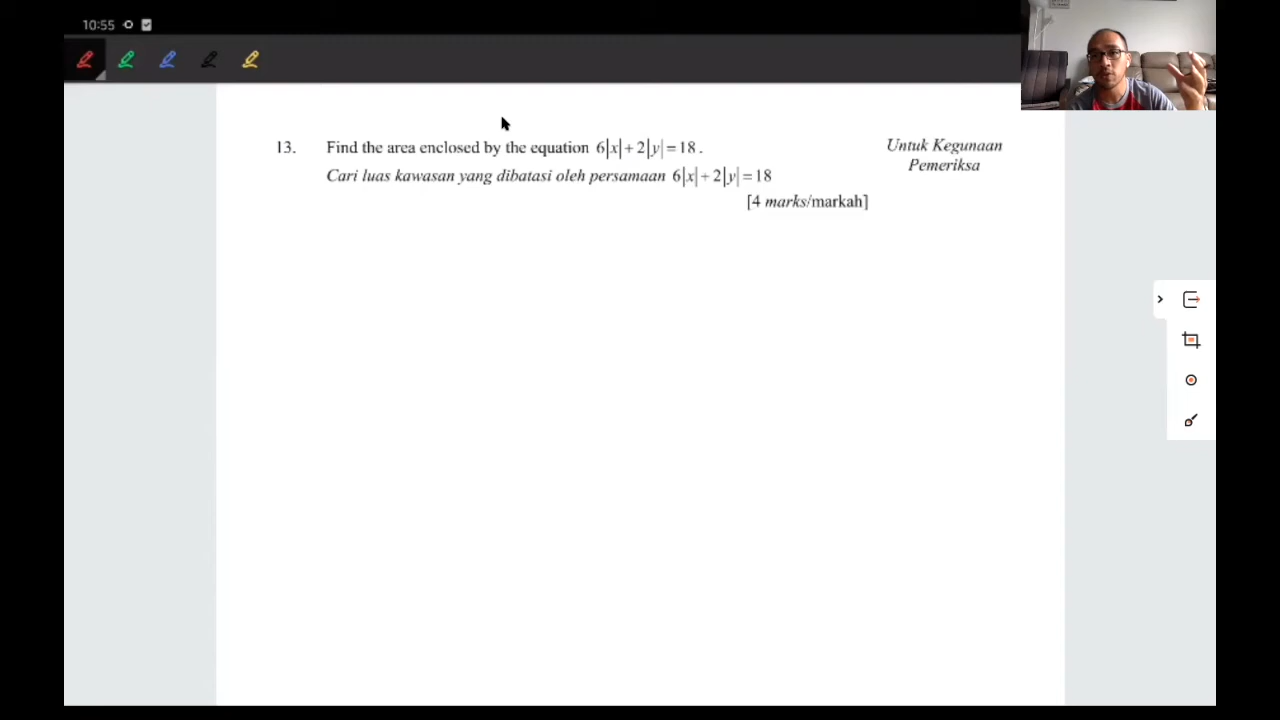 10:55
13. Find the area enclosed by the equation 6|x|+2|y|=18.
Cari luas kawasan yang dibatasi oleh persamaan 6|x|+2|y|=18
[4 marks/markah]
Untuk Kegunaan
Pemeriksa